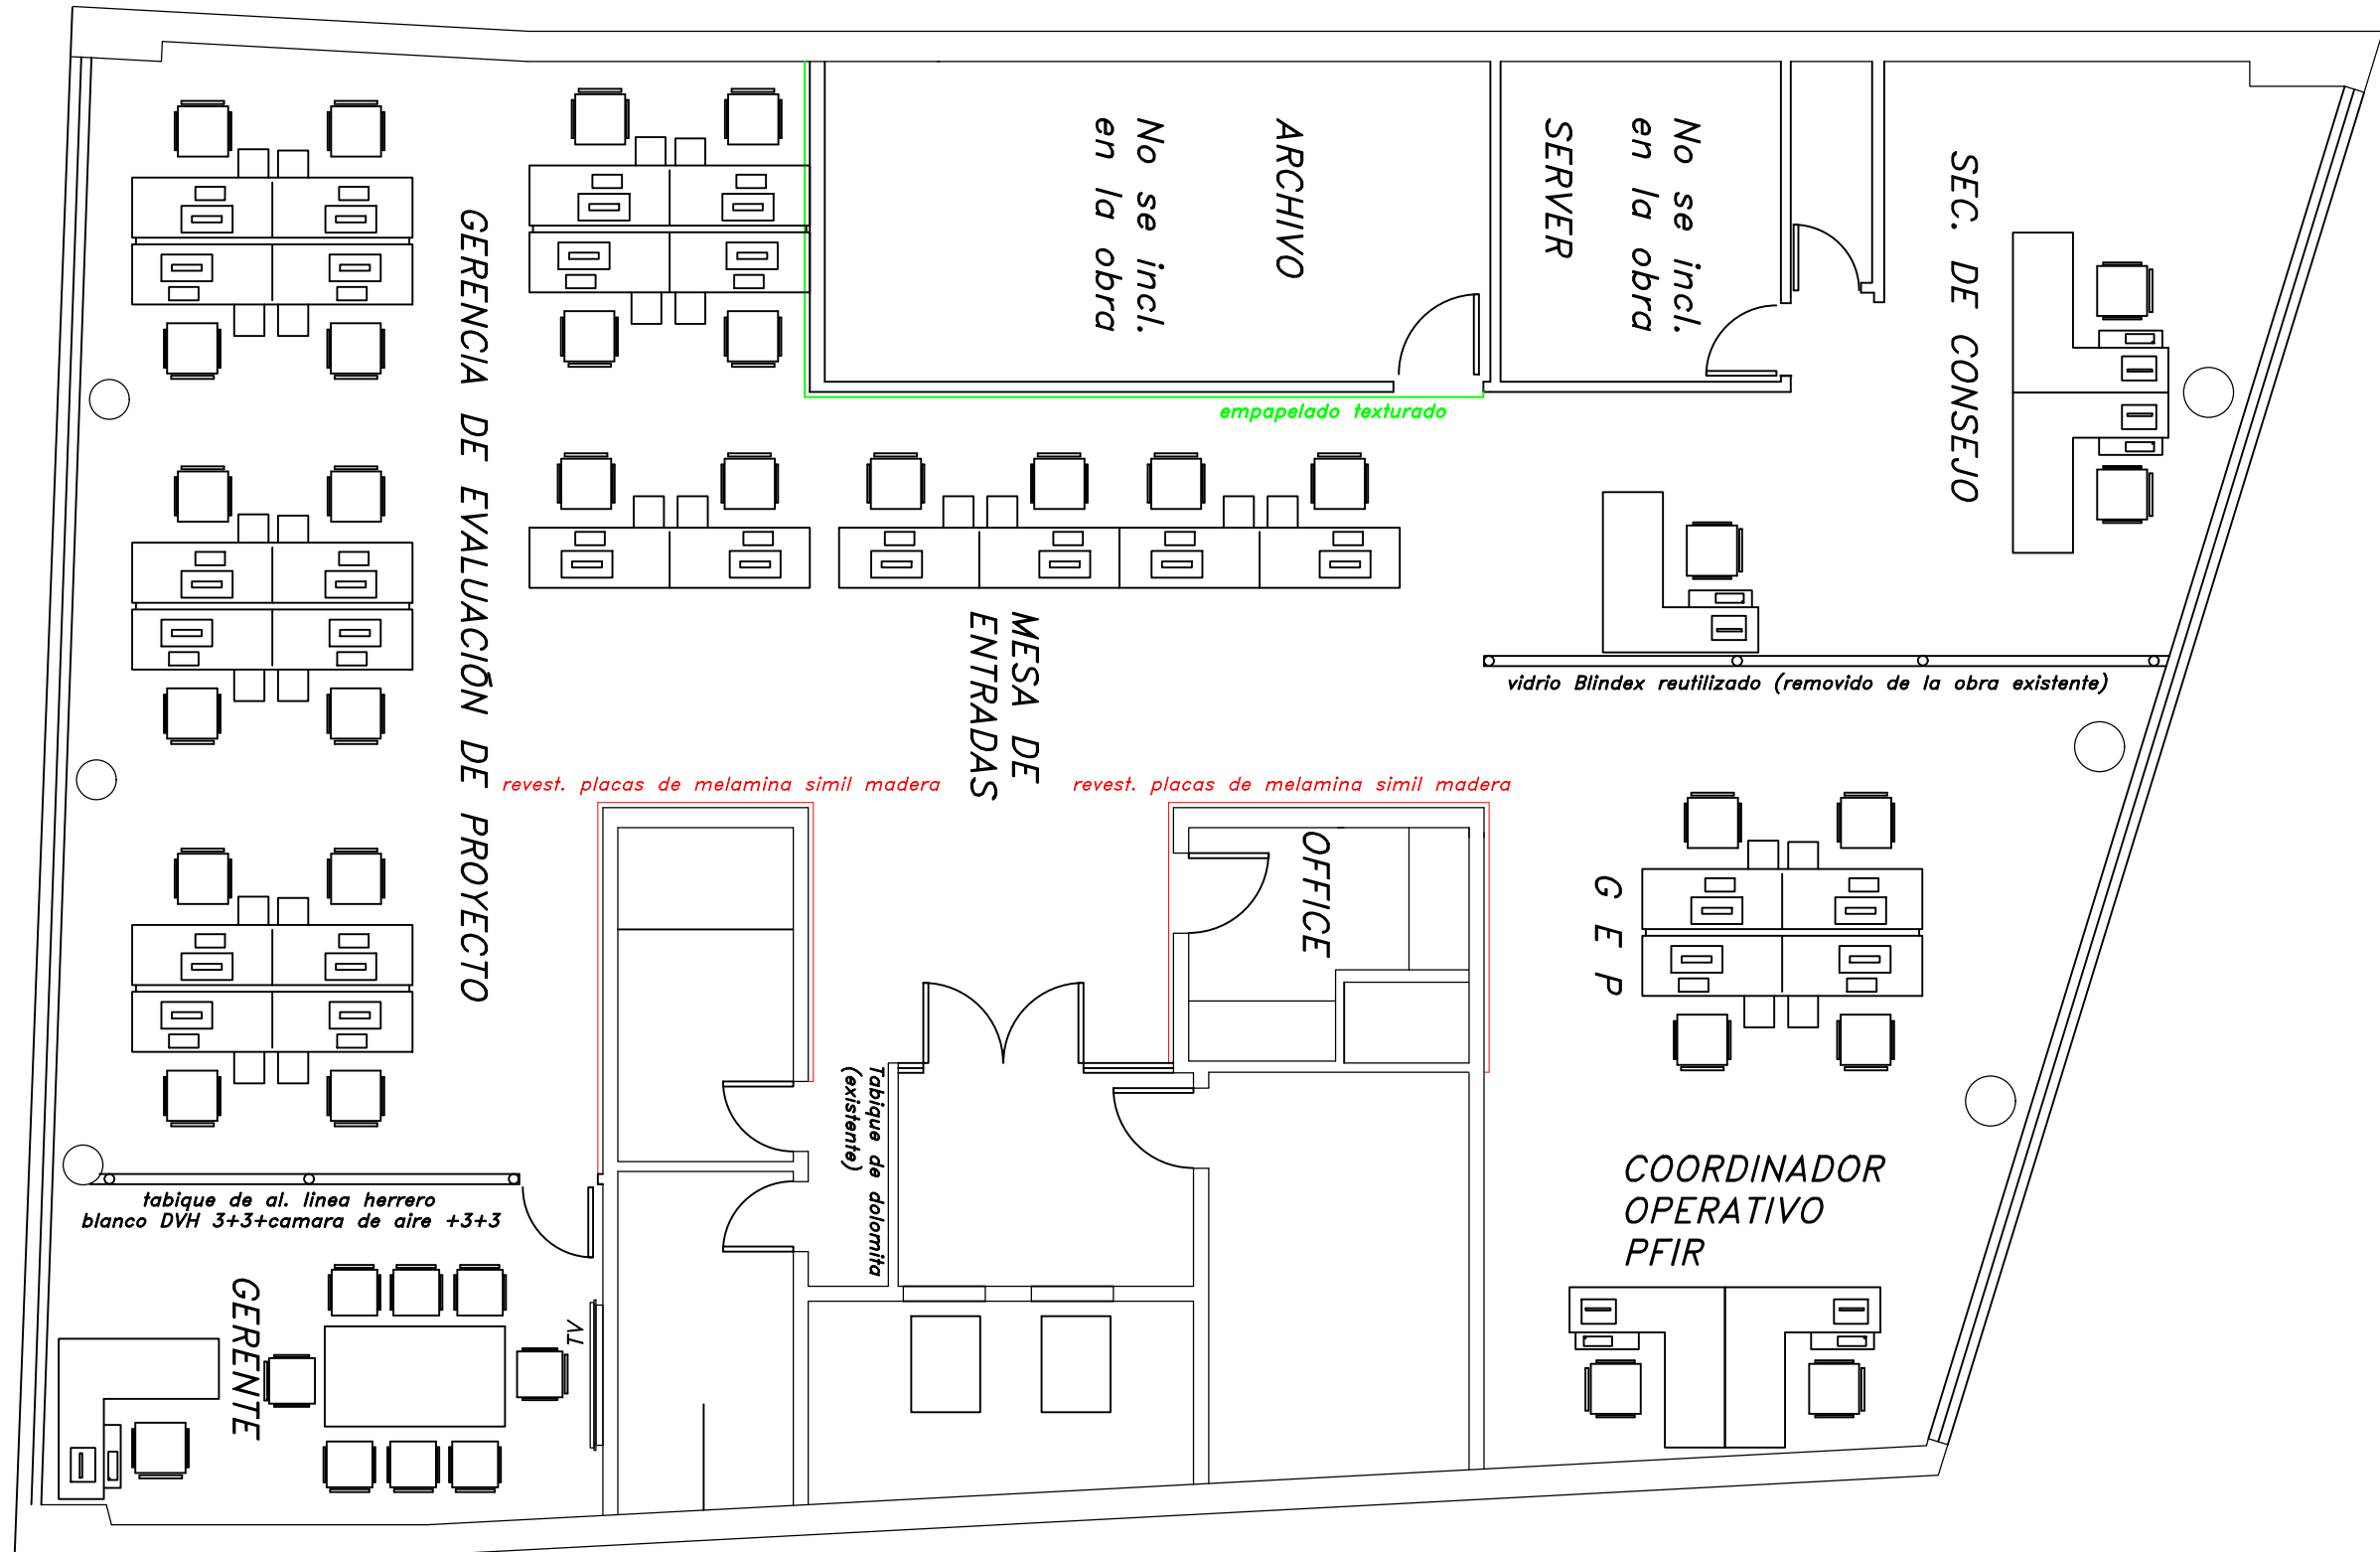 GERENCIA DE EVALUACIÓN DE PROYECTO
No se incl.
en la obra
ARCHIVO
SERVER
No se incl.
en la obra
SEC. DE CONSEJO
empapelado texturado
MESA DE
ENTRADAS
vidrio Blindex reutilizado (removido de la obra existente)
revest. placas de melamina simil madera
revest. placas de melamina simil madera
OFFICE
G E P
Tabique de dolomita
(existente)
COORDINADOR
OPERATIVO
PFIR
tabique de al. linea herrero
blanco DVH 3+3+camara de aire +3+3
GERENTE
TV